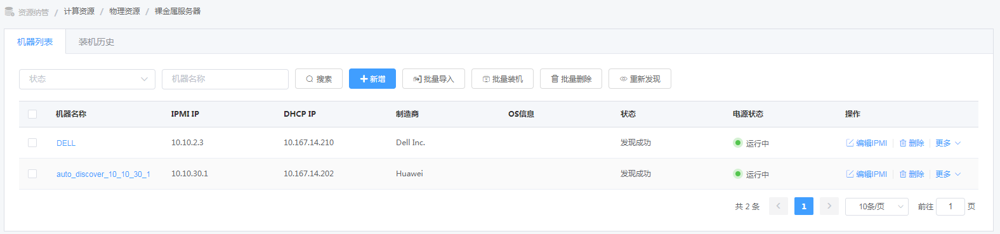 资源纳管 / 计算资源 / 物理资源 / 裸金属服务器
机器列表 装机历史
状态 机器名称 搜索 新增 批量导入 批量装机 批量删除 重新发现
机器名称 IPMI IP DHCP IP 制造商 OS信息 状态 电源状态 操作
DELL 10.10.2.3 10.167.14.210 Dell Inc. 发现成功 运行中 编辑IPMI 删除 更多
auto_discover_10_10_30_1 10.10.30.1 10.167.14.202 Huawei 发现成功 运行中 编辑IPMI 删除 更多
共 2 条 1 10条/页 前往 1 页